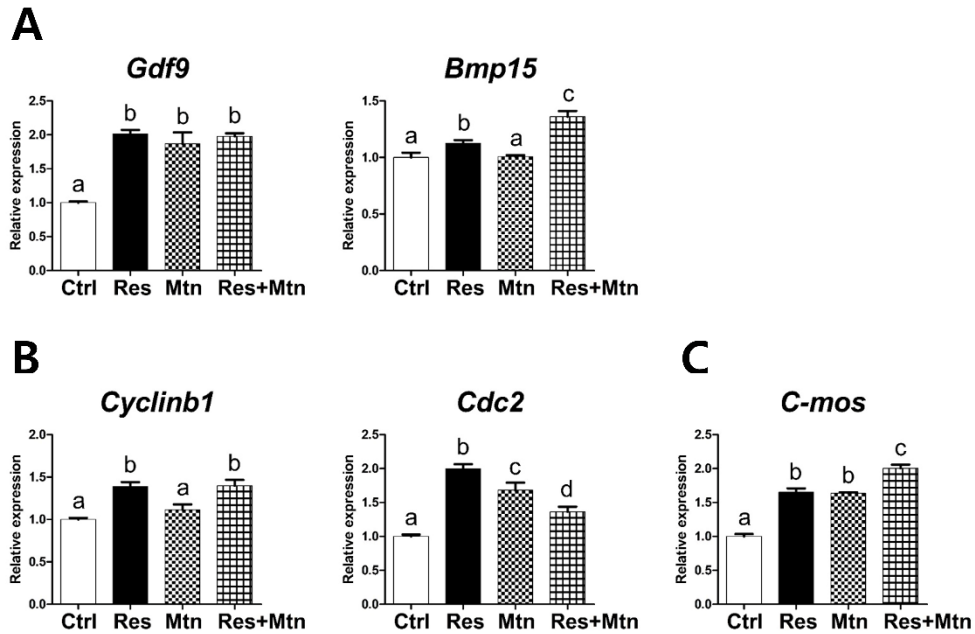 A
Gdf9
Relative expression
2.5
2.0
1.5
1.0
0.5
0.0
a
b
b
b
Ctrl Res Mtn Res+Mtn
Bmp15
Relative expression
1.5
1.0
0.5
0.0
a
b
a
c
Ctrl Res Mtn Res+Mtn
B
Cyclinb1
Relative expression
2.0
1.5
1.0
0.5
0.0
a
b
a
b
Ctrl Res Mtn Res+Mtn
Cdc2
Relative expression
2.5
2.0
1.5
1.0
0.5
0.0
a
b
c
d
Ctrl Res Mtn Res+Mtn
C
C-mos
Relative expression
2.5
2.0
1.5
1.0
0.5
0.0
a
b
b
c
Ctrl Res Mtn Res+Mtn